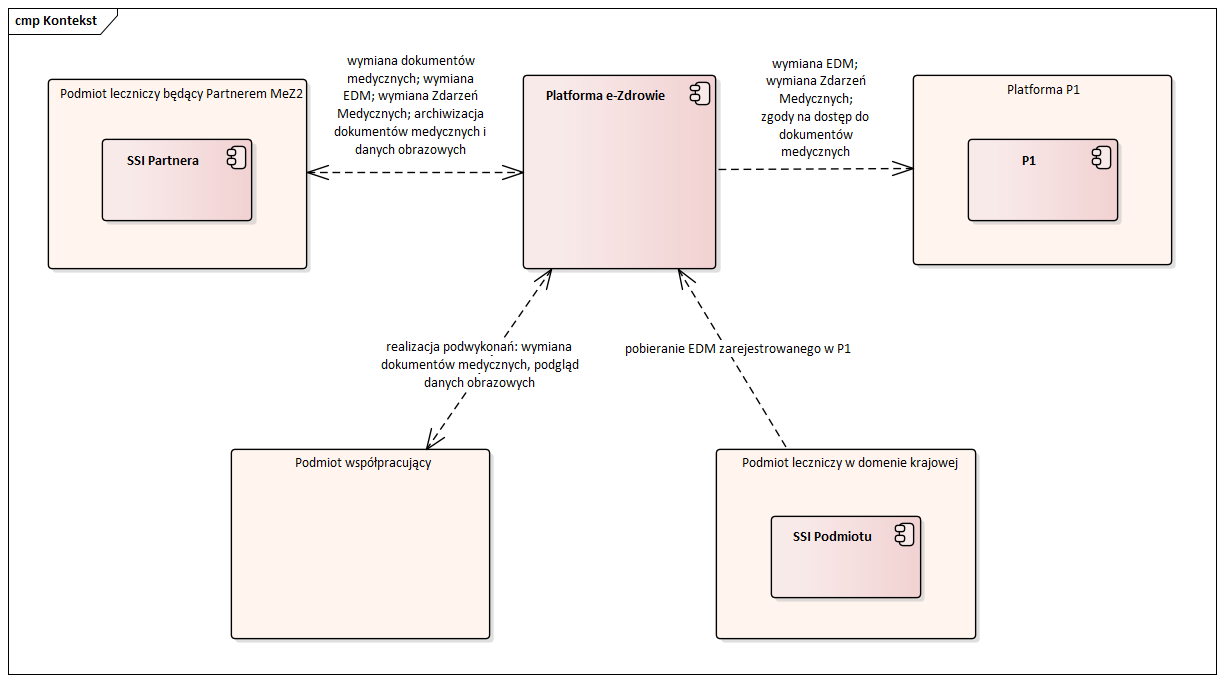 cmp Kontekst
Podmiot leczniczy będący Partnerem MeZ2
SSI Partnera
wymiana dokumentów
medycznych; wymiana
EDM; wymiana Zdarzeń
Medycznych; archiwizacja
dokumentów medycznych i
danych obrazowych
Platforma e-Zdrowie
wymiana EDM;
wymiana Zdarzeń
Medycznych;
zgody na dostęp do
dokumentów
medycznych
Platforma P1
P1
realizacja podwykonań: wymiana
dokumentów medycznych, podgląd
danych obrazowych
pobieranie EDM zarejestrowanego w P1
Podmiot współpracujący
Podmiot leczniczy w domenie krajowej
SSI Podmiotu